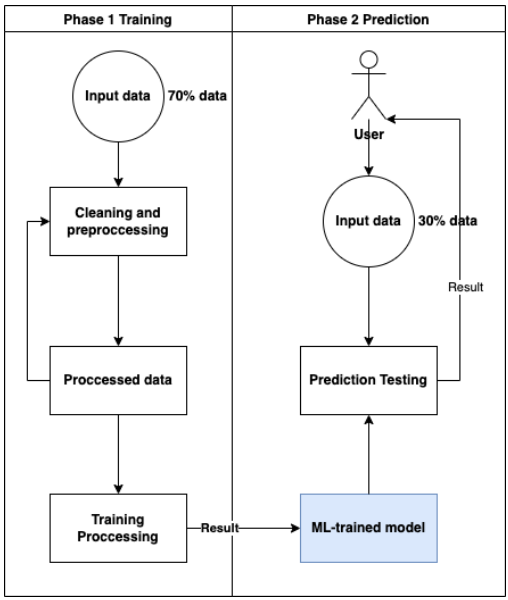 Phase 1 Training
Input data
70% data
Cleaning and
preproccessing
Proccessed data
Training
Proccessing
Result
Phase 2 Prediction
User
Input data
30% data
Result
Prediction Testing
ML-trained model